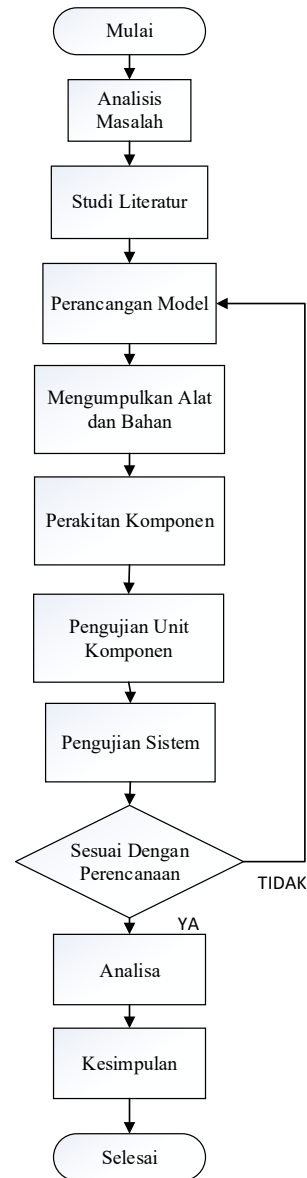 Mulai
Analisis
Masalah
Studi Literatur
Perancangan Model
Mengumpulkan Alat
dan Bahan
Perakitan Komponen
Pengujian Unit
Komponen
Pengujian Sistem
Sesuai Dengan
Perencanaan
TIDAK
YA
Analisa
Kesimpulan
Selesai